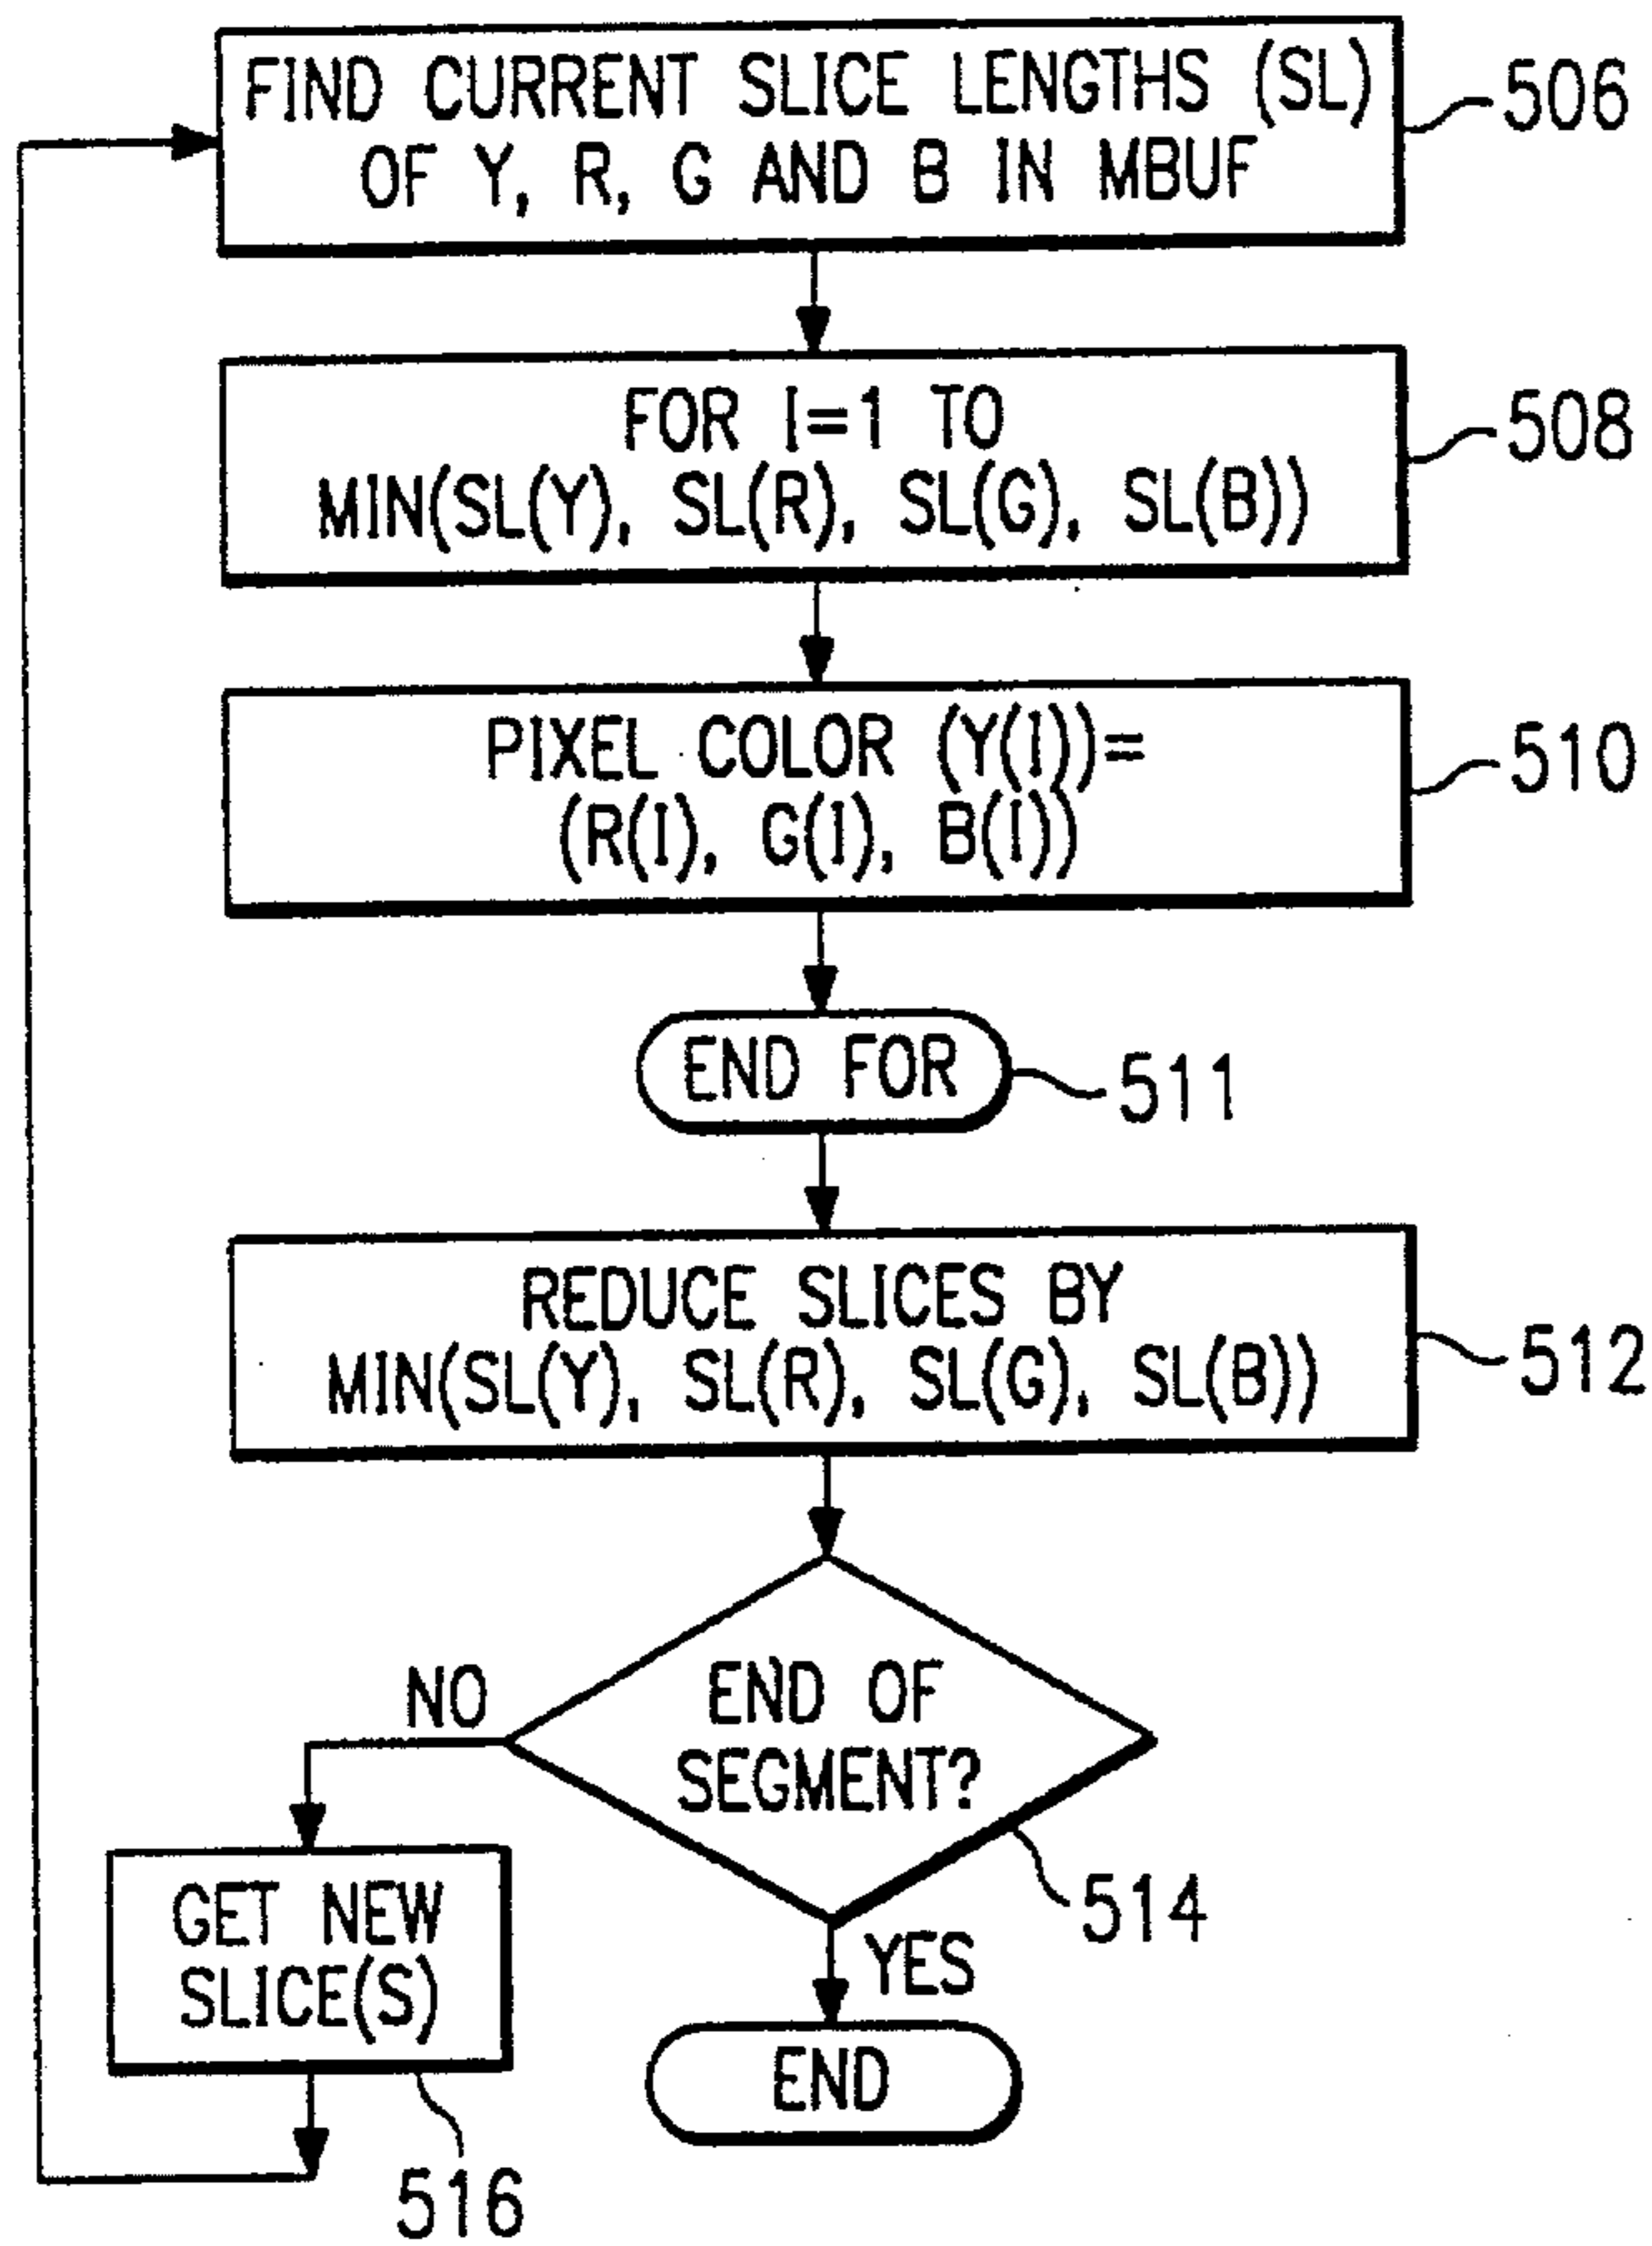 FIND CURRENT SLICE LENGTHS (SL)
OF Y, R, G AND B IN MBUF
506
FOR I=1 TO
MIN(SL(Y), SL(R), SL(G), SL(B))
508
PIXEL COLOR (Y(I))=
(R(I), G(I), B(I))
510
END FOR
511
REDUCE SLICES BY
MIN(SL(Y), SL(R), SL(G), SL(B))
512
END OF
SEGMENT?
514
NO
YES
GET NEW
SLICE(S)
516
END